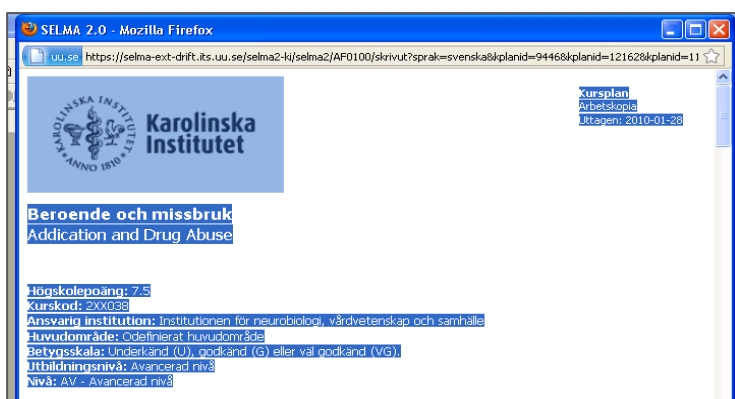 SELMA 2.0 - Mozilla Firefox
uu.se https://selma-ext-drift.its.uu.se/selma2-ki/selma2/AF0100/skrivut?sprak=svenska&kplanid=9446&kplanid=12162&kplanid=11
KAROLINSKA INSTITUTET
ANNO 1810
Karolinska
Institutet
Kursplan
Arbetskopia
Uttagen: 2010-01-28
Beroende och missbruk
Addication and Drug Abuse
Högskolepoäng: 7.5
Kurskod: 2XX038
Ansvarig institution: Institutionen för neurobiologi, vårdvetenskap och samhälle
Huvudområde: Odefinierat huvudområde
Betygsskala: Underkänd (U), godkänd (G) eller väl godkänd (VG).
Utbildningsnivå: Avancerad nivå
Nivå: AV - Avancerad nivå